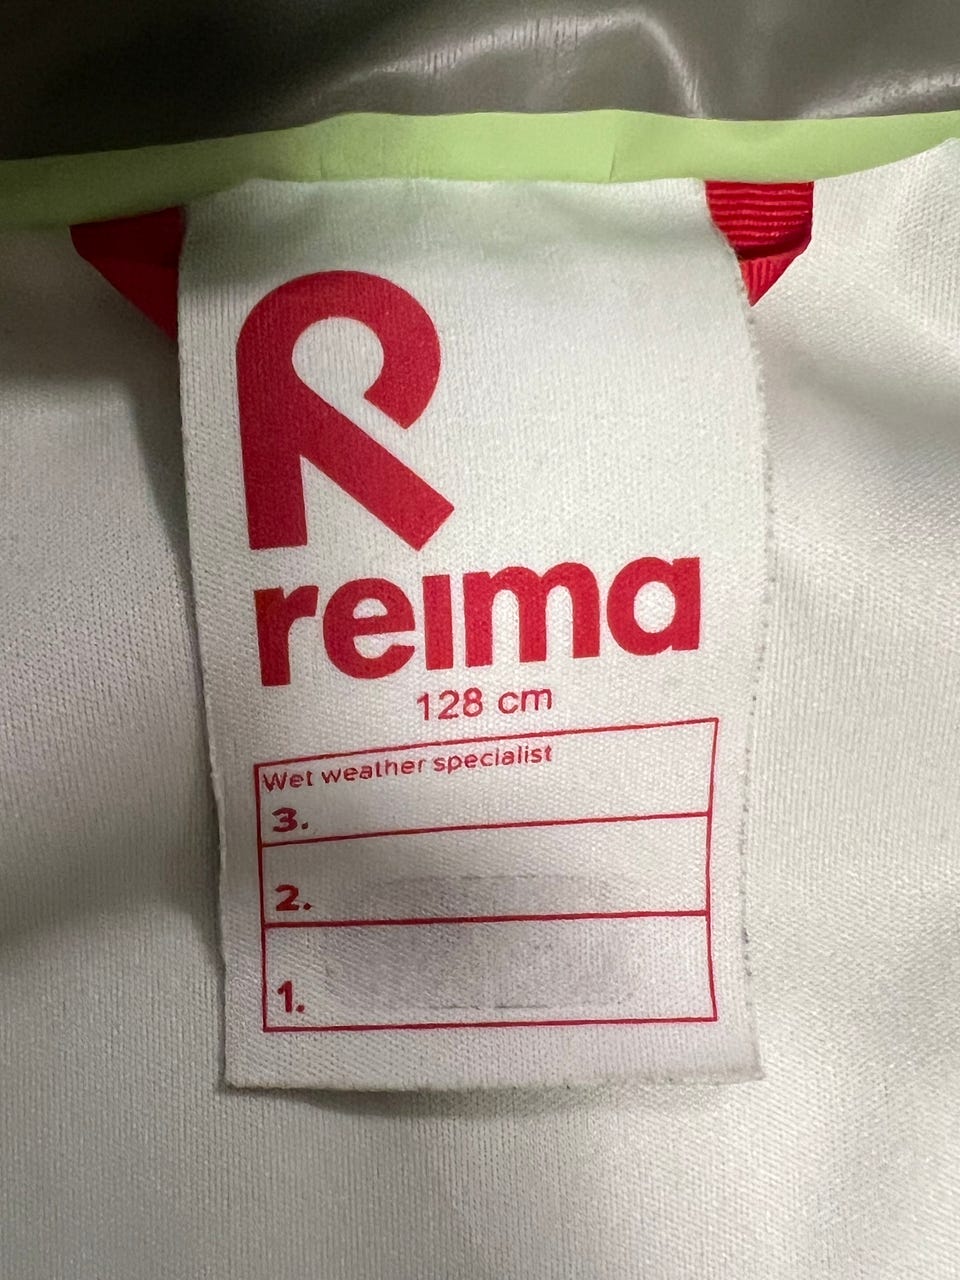 reima
128 cm
Wet weather specialist
3.
2.
1.